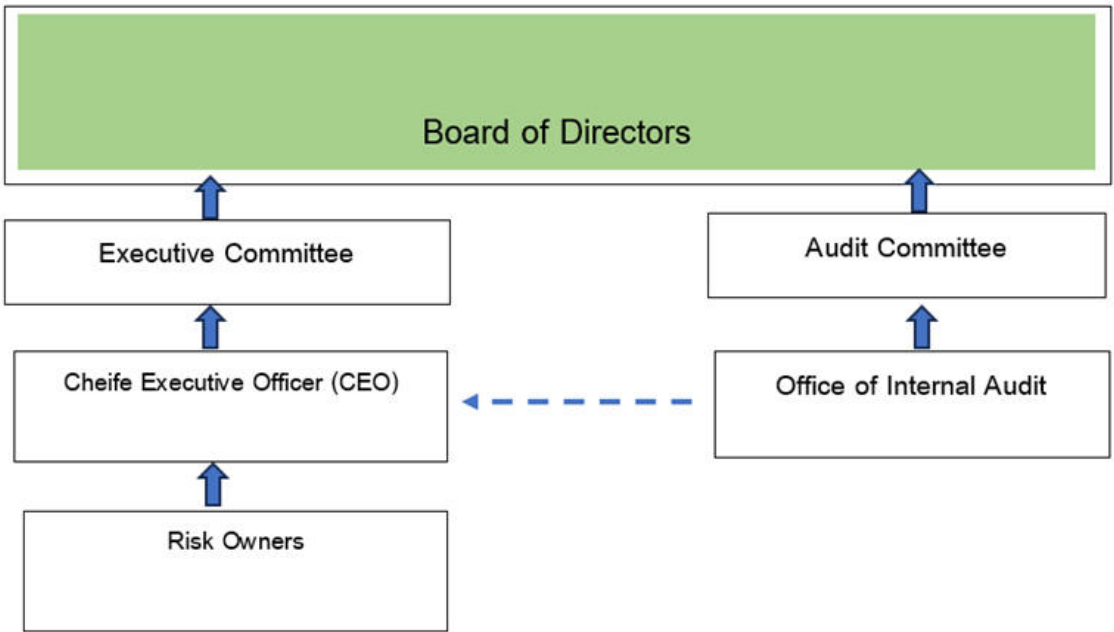 Board of Directors
Executive Committee
Audit Committee
Cheife Executive Officer (CEO)
Office of Internal Audit
Risk Owners